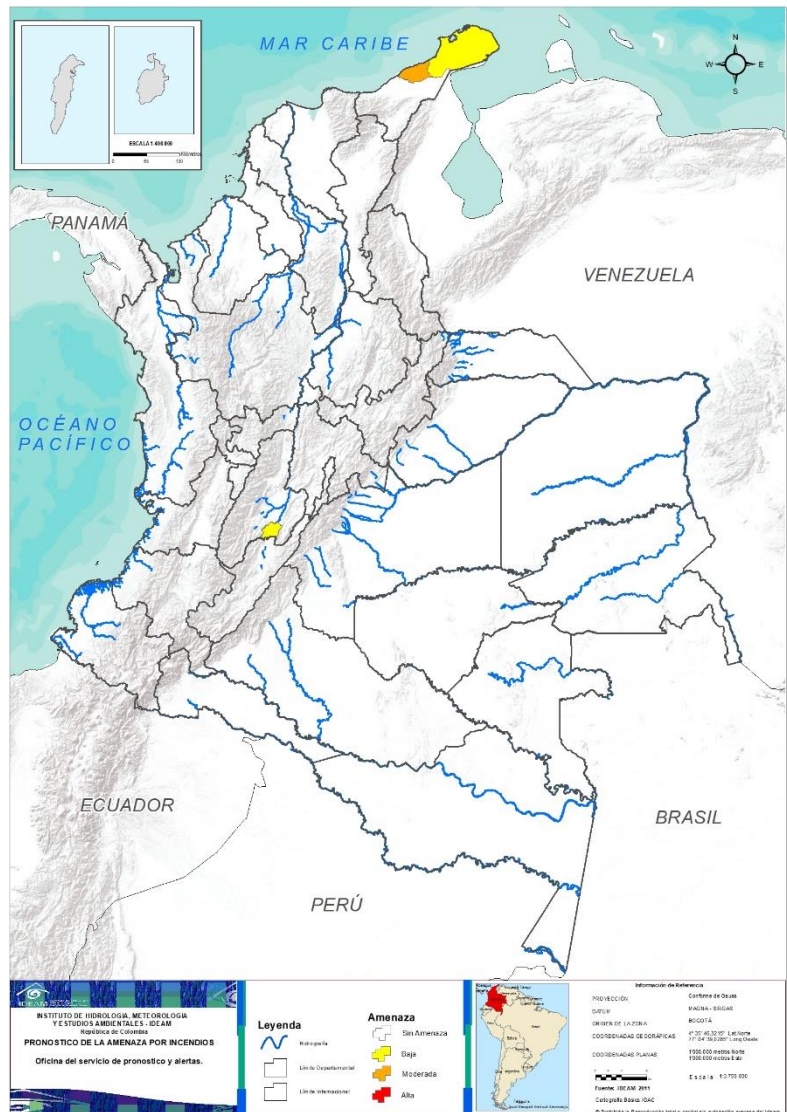 MAR CARIBE
N
W E
S
ESCALA 1:400.000
PANAMÁ
VENEZUELA
OCÉANO
PACÍFICO
ECUADOR
BRASIL
PERÚ
IDEAM
INSTITUTO DE HIDROLOGIA, METEOROLOGIA
Y ESTUDIOS AMBIENTALES - IDEAM
República de Colombia
PRONOSTICO DE LA AMENAZA POR INCENDIOS
Oficina del servicio de pronostico y alertas.
Leyenda
Hidrografía
Límite Departamental
Límite Internacional
Amenaza
Sin Amenaza
Baja
Moderada
Alta
Información de Referencia
PROYECCIÓN Conforme de Gauss
DATUM MAGNA - SIRGAS
ORIGEN DE LA ZONA BOGOTÁ
COORDENADAS GEOGRÁFICAS
COORDENADAS PLANAS 1'000.000 metros Norte
1'000.000 metros Este
Fuente: IDEAM, 2011
Cartografía Básica IGAC